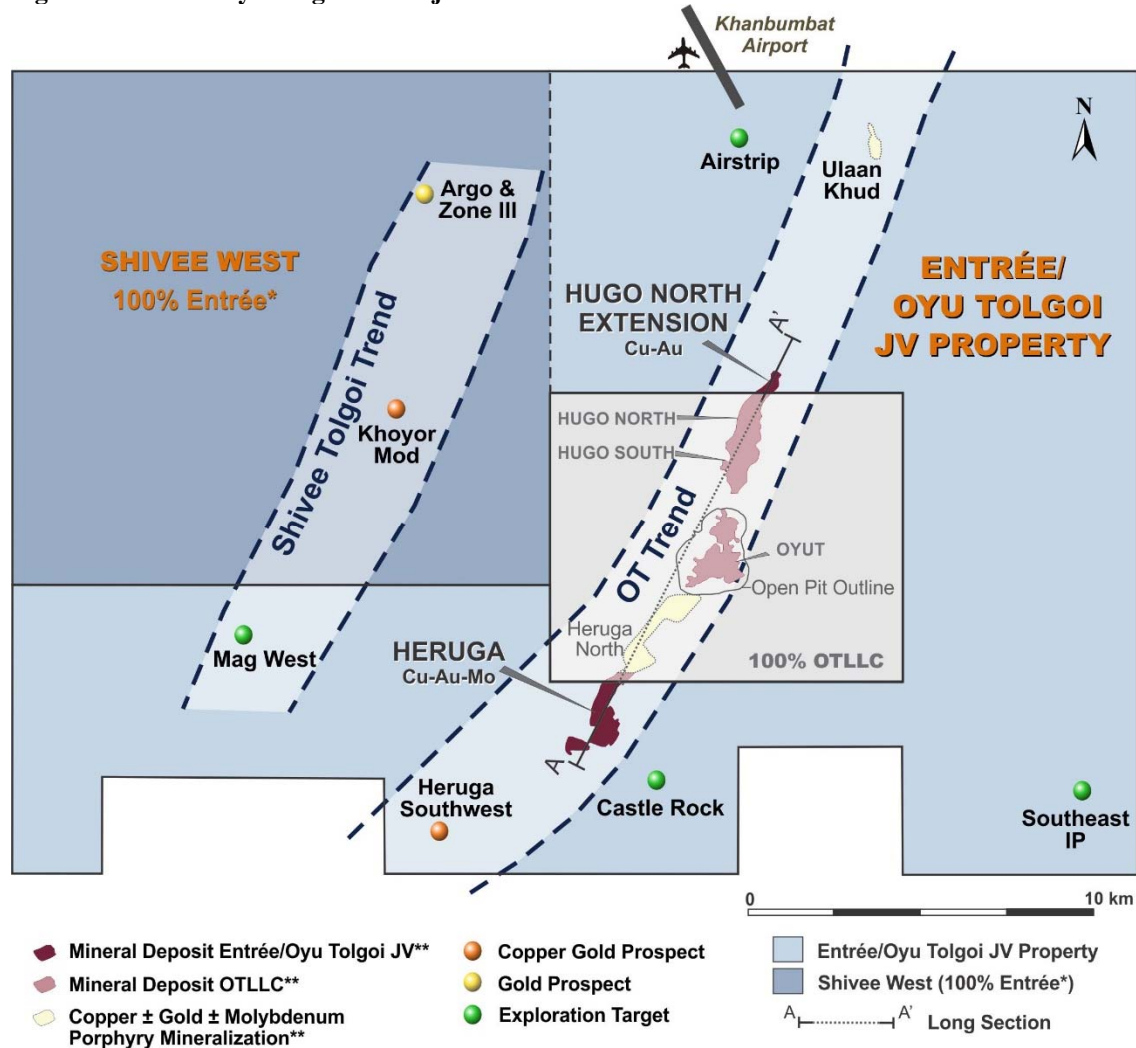 Khanbumbat
Airport
N
Airstrip
Ulaan
Khud
Argo &
Zone III
SHIVEE WEST
100% Entrée*
ENTRÉE/
OYU TOLGOI
JV PROPERTY
HUGO NORTH
EXTENSION
Cu-Au
A'
Shivee Tolgoi Trend
Khoyor
Mod
HUGO NORTH
HUGO SOUTH
OT Trend
OYUT
Open Pit Outline
Heruga
North
100% OTLLC
Mag West
HERUGA
Cu-Au-Mo
A
Heruga
Southwest
Castle Rock
Southeast
IP
0 10 km
Mineral Deposit Entrée/Oyu Tolgoi JV**
Mineral Deposit OTLLC**
Copper ± Gold ± Molybdenum
Porphyry Mineralization**
Copper Gold Prospect
Gold Prospect
Exploration Target
Entrée/Oyu Tolgoi JV Property
Shivee West (100% Entrée*)
A A' Long Section